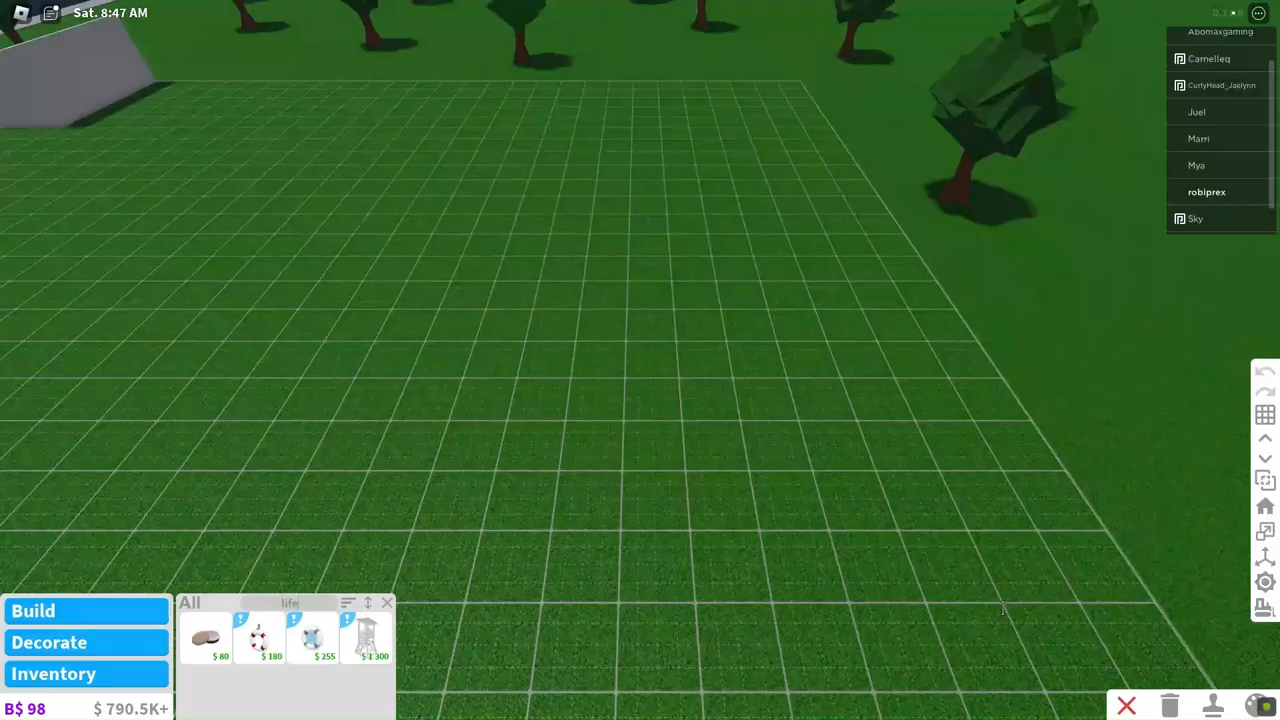 Sat. 8:47 AM
Abomaxgaming
Carnelleq
CurlyHead_Jaelynn
Juel
Marri
Mya
robiprex
Sky
Build
Decorate
Inventory
B$ 98
$ 790.5K+
All
life
$ 80
$ 180
$ 255
$ 1 300